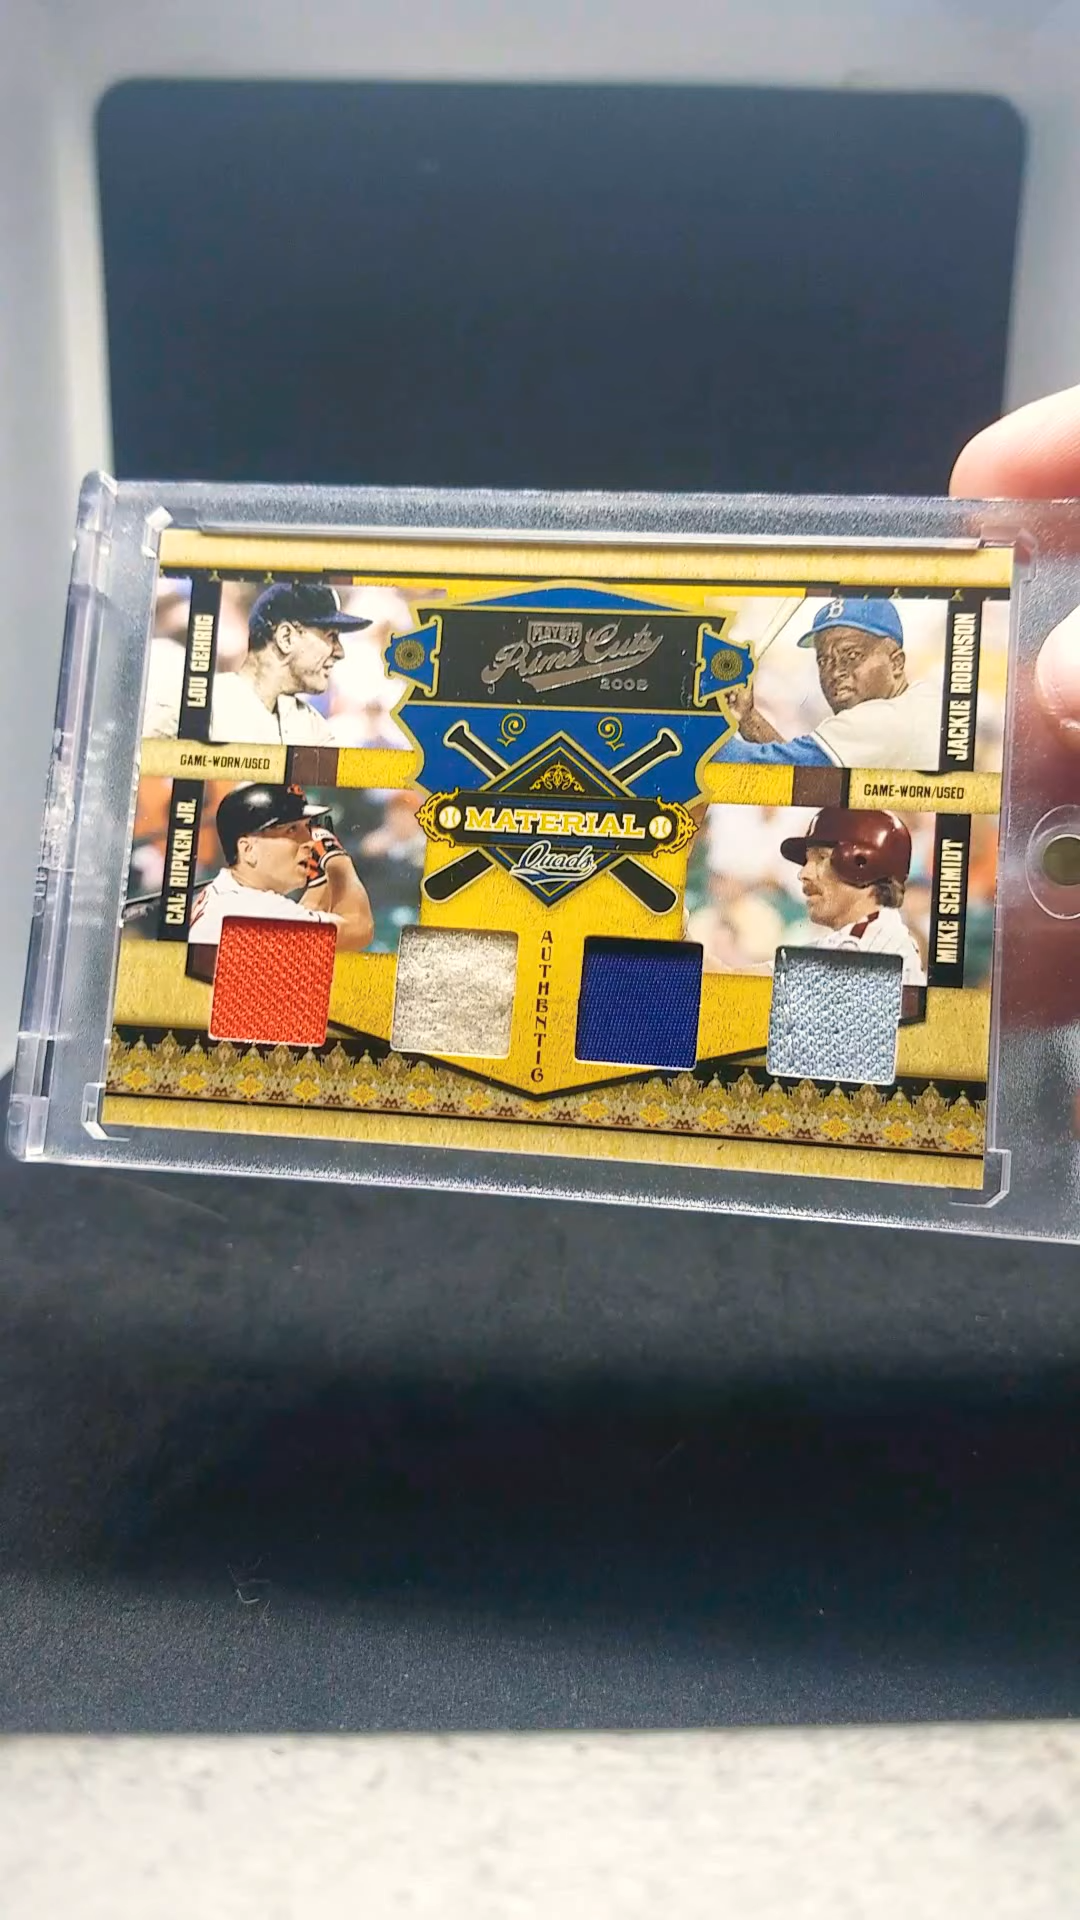 LOU GEHRIG
PLAYOFF
Prime Cuts
2008
JACKIE ROBINSON
GAME-WORN/USED
GAME-WORN/USED
CAL RIPKEN JR.
MATERIAL
Quads
MIKE SCHMIDT
AUTHENTIC
B